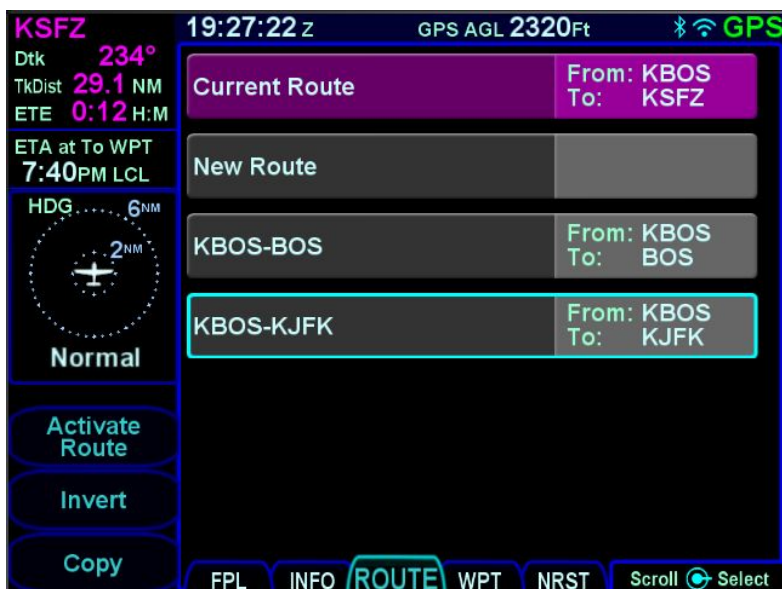 KSFZ
Dtk 234°
TkDist 29.1 NM
ETE 0:12 H:M
ETA at To WPT
7:40PM LCL
HDG 6NM
2NM
Normal
Activate
Route
Invert
Copy
19:27:22 Z GPS AGL 2320Ft GPS
Current Route From: KBOS
To: KSFZ
New Route
KBOS-BOS From: KBOS
To: BOS
KBOS-KJFK From: KBOS
To: KJFK
FPL INFO ROUTE WPT NRST Scroll Select